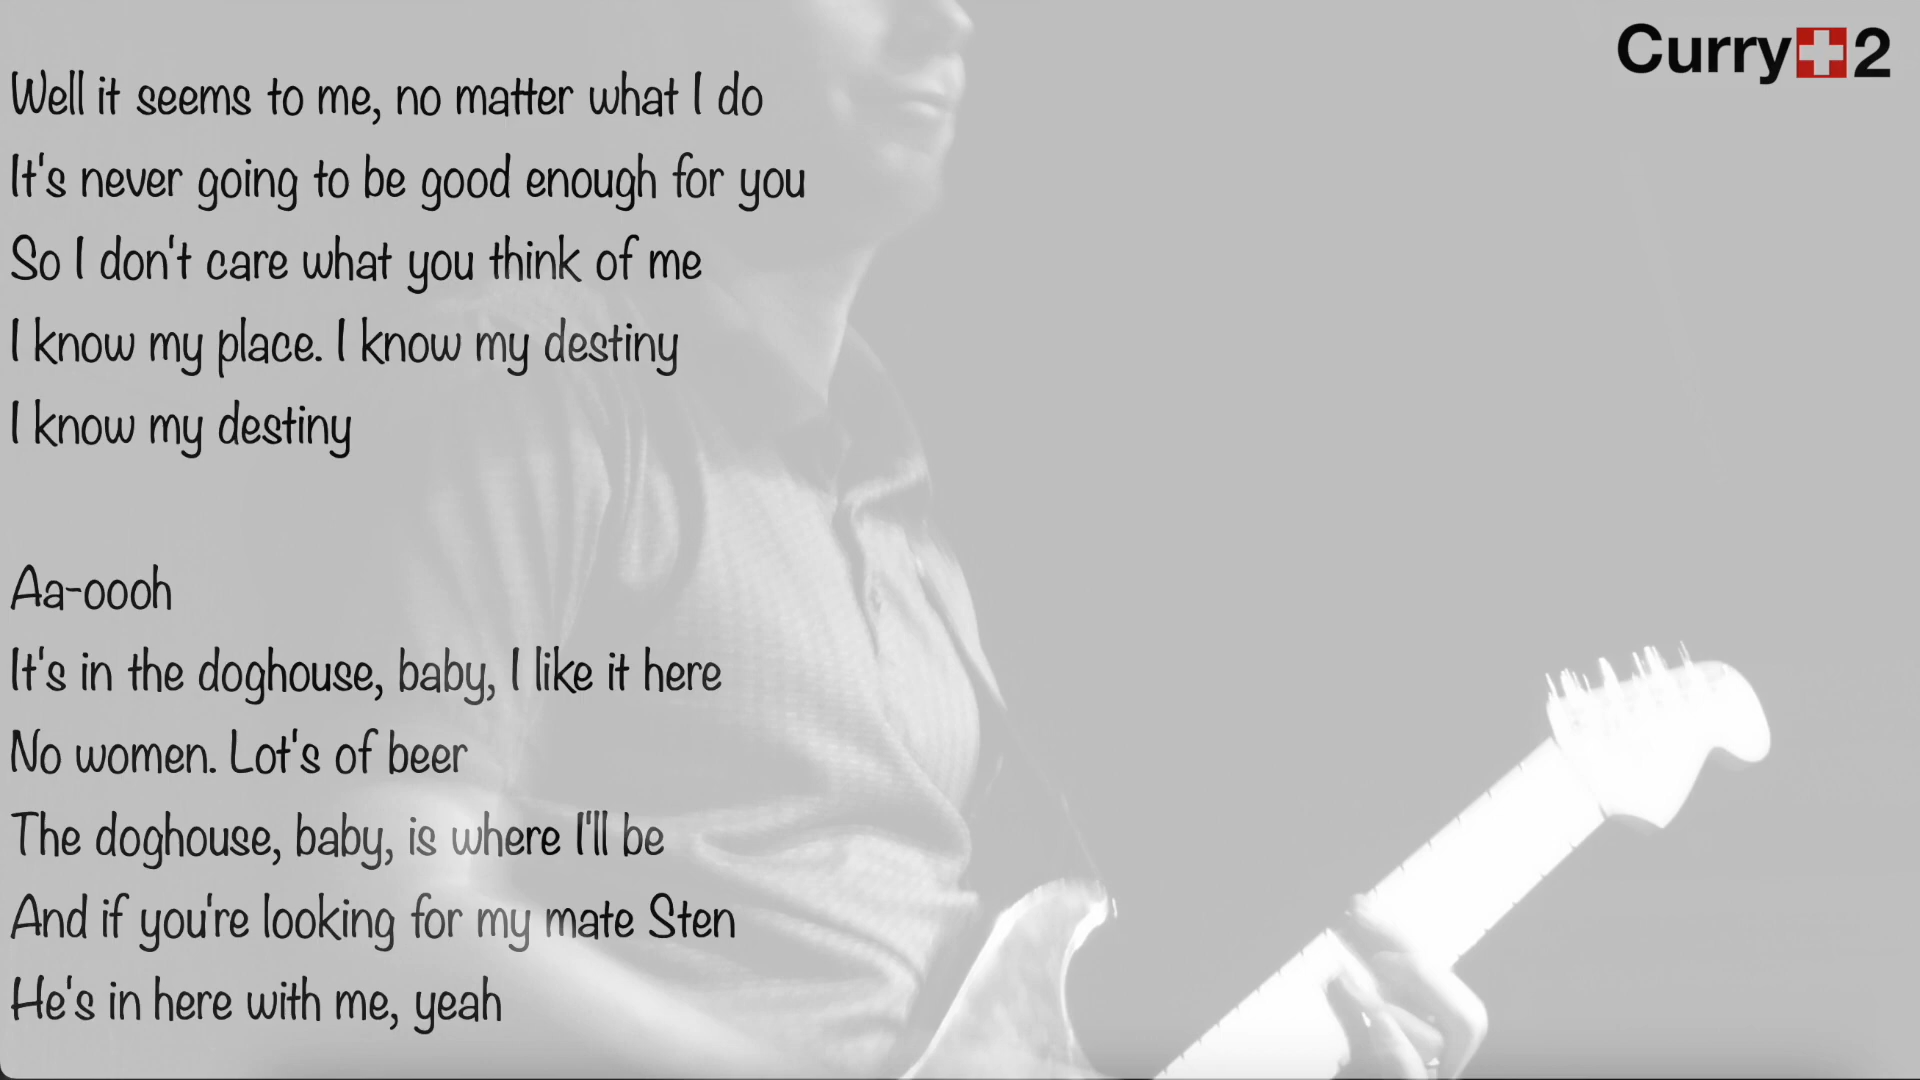 Curry+2
Well it seems to me, no matter what I do
It's never going to be good enough for you
So I don't care what you think of me
I know my place. I know my destiny
I know my destiny
Aa-oooh
It's in the doghouse, baby, I like it here
No women. Lot's of beer
The doghouse, baby, is where I'll be
And if you're looking for my mate Sten
He's in here with me, yeah